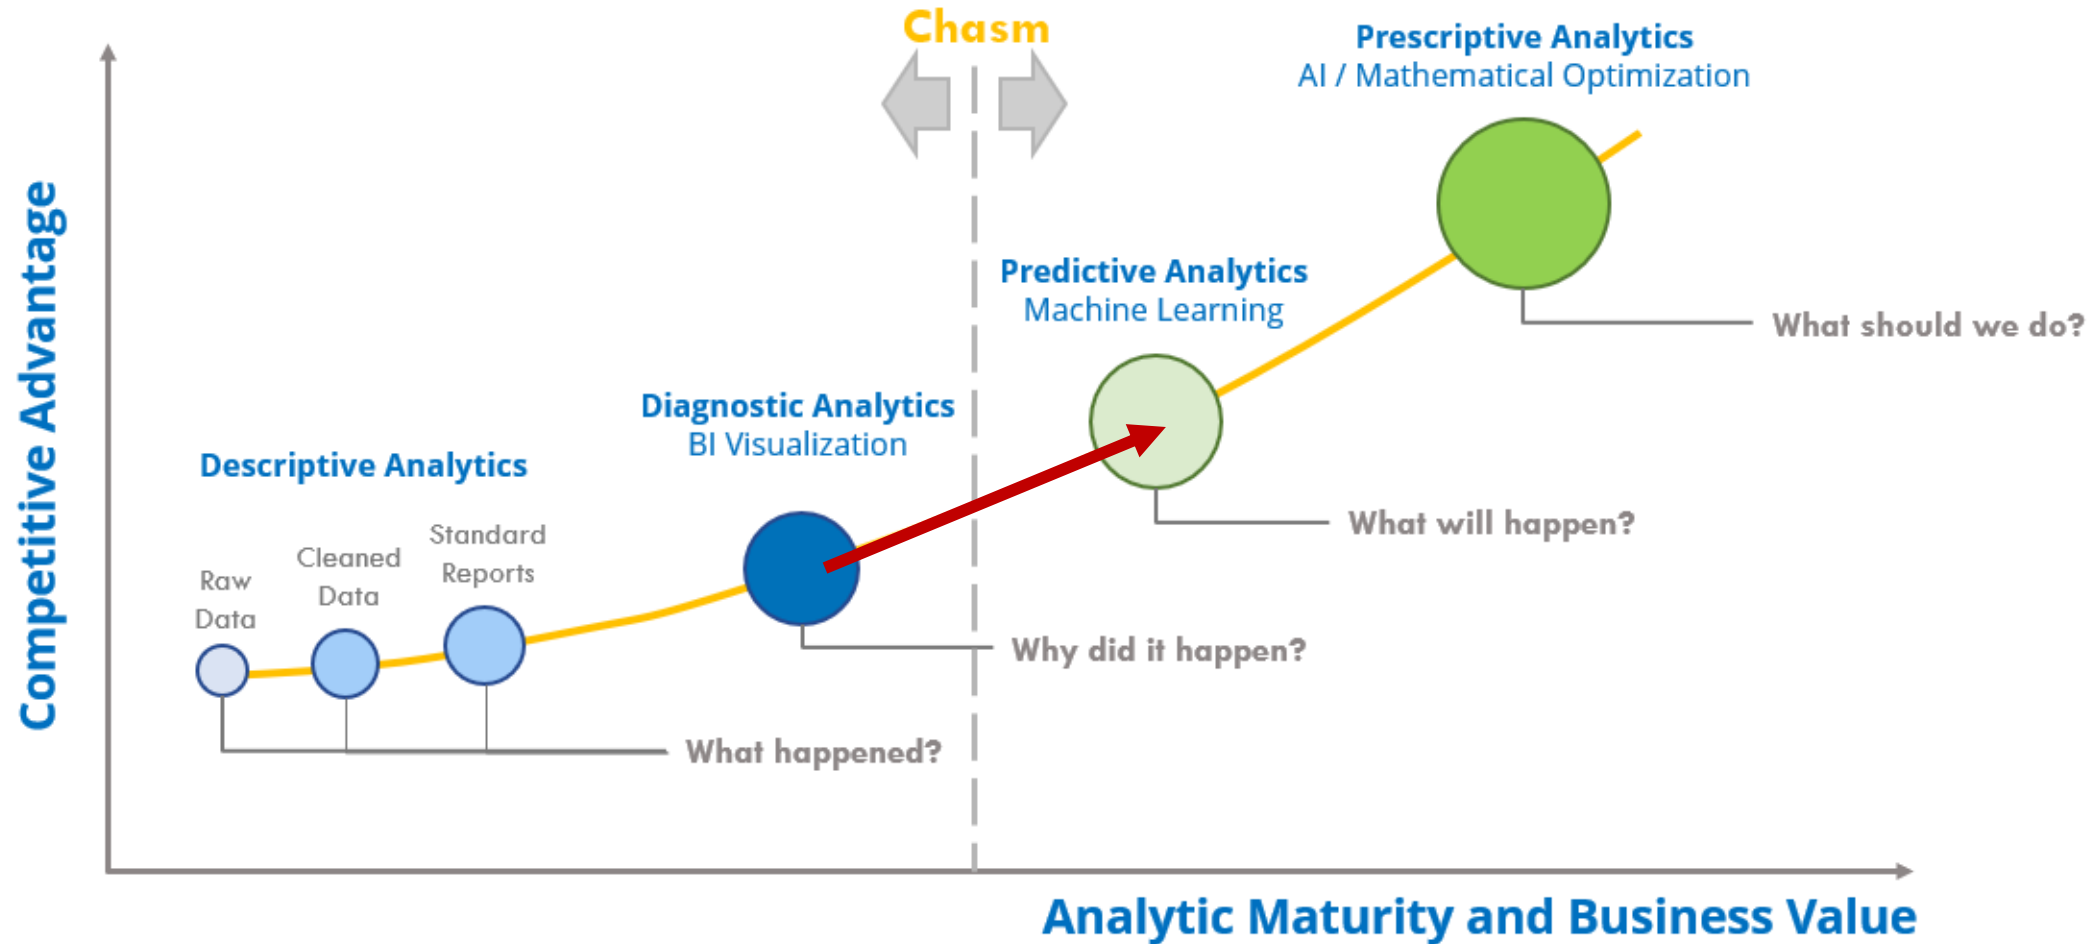 Chasm
Prescriptive Analytics
AI / Mathematical Optimization
Predictive Analytics
Machine Learning
What should we do?
Diagnostic Analytics
BI Visualization
Descriptive Analytics
What will happen?
Standard
Reports
Cleaned
Data
Raw
Data
Why did it happen?
What happened?
Competitive Advantage
Analytic Maturity and Business Value